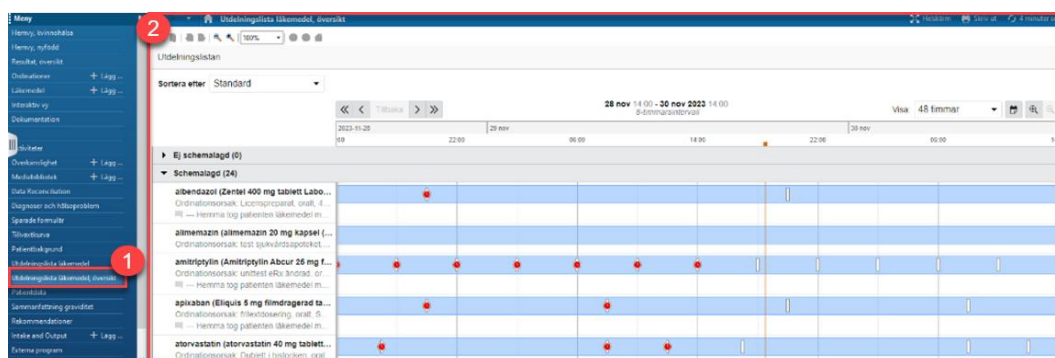 Meny
Utdelningslista läkemedel, översikt
Helskärm
Skriv ut
4 minuter
2
Hemvy, kvinnohälsa
Hemvy, nyfödd
Resultat, översikt
Ordinationer + Lägg ...
Läkemedel + Lägg ...
Interaktiv vy
Dokumentation
Överkänslighet + Lägg ...
Mediabibliotek + Lägg ...
Data Reconciliation
Diagnoser och hälsoproblem
Sparade formulär
Tillväxtkurva
Patientbakgrund
Utdelningslista läkemedel
1
Utdelningslista läkemedel, översikt
Patientdata
Sammanfattning graviditet
Rekommendationer
Intake and Output + Lägg ...
Externa program
100%
Utdelningslistan
Sortera efter Standard
Tillbaka
28 nov 14:00 - 30 nov 2023 14:00
8-timmarsintervall
Visa: 48 timmar
2023-11-28 29 nov 30 nov
22:00 06:00 14:00 22:00 06:00
Ej schemalagd (0)
Schemalagd (24)
albendazol (Zentel 400 mg tablett Labo...
Ordinationsorsak: Licenspreparat, oralt, 4...
— Hemma tog patienten läkemedel m...
alimemazin (alimemazin 20 mg kapsel (...
Ordinationsorsak: test sjukvårdsapoteket, ...
amitriptylin (Amitriptylin Abcur 25 mg f...
Ordinationsorsak: unittest eRx ändrad, or...
apixaban (Eliquis 5 mg filmdragerad ta...
Ordinationsorsak: fritextdosering, oralt, S...
— Hemma tog patienten läkemedel m...
atorvastatin (atorvastatin 40 mg tablett...
Ordinationsorsak: Dublett i historiken, oral...